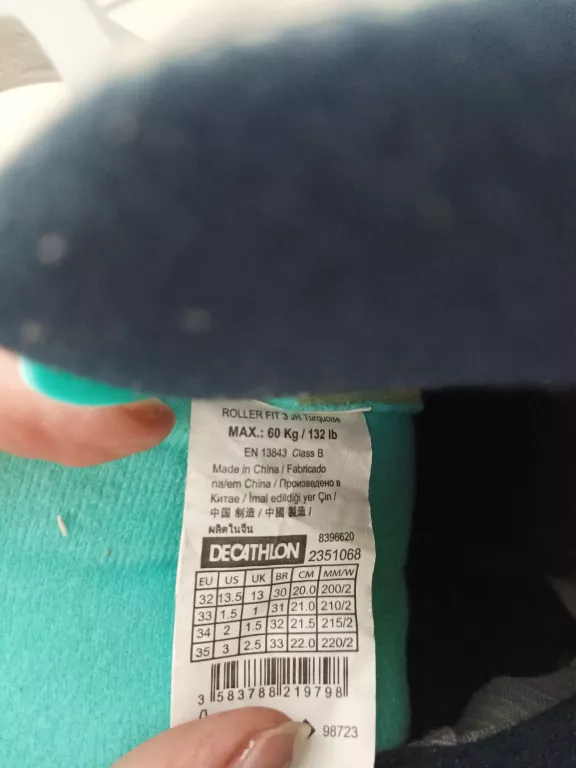 ROLLER FIT 3 JR Turquoise
MAX.: 60 Kg / 132 lb
EN 13843 Class B
Made in China / Fabricado
na/em China / Произведено в
Китае / İmal edildiği yer Çin /
中国 制造 / 中國 製造 /
ผลิตในจีน
8396620
DECATHLON 2351068
EU US UK BR CM MM/W
32 13.5 13 30 20.0 200/2
33 1.5 1 31 21.0 210/2
34 2 1.5 32 21.5 215/2
35 3 2.5 33 22.0 220/2
3 583788 219798
98723